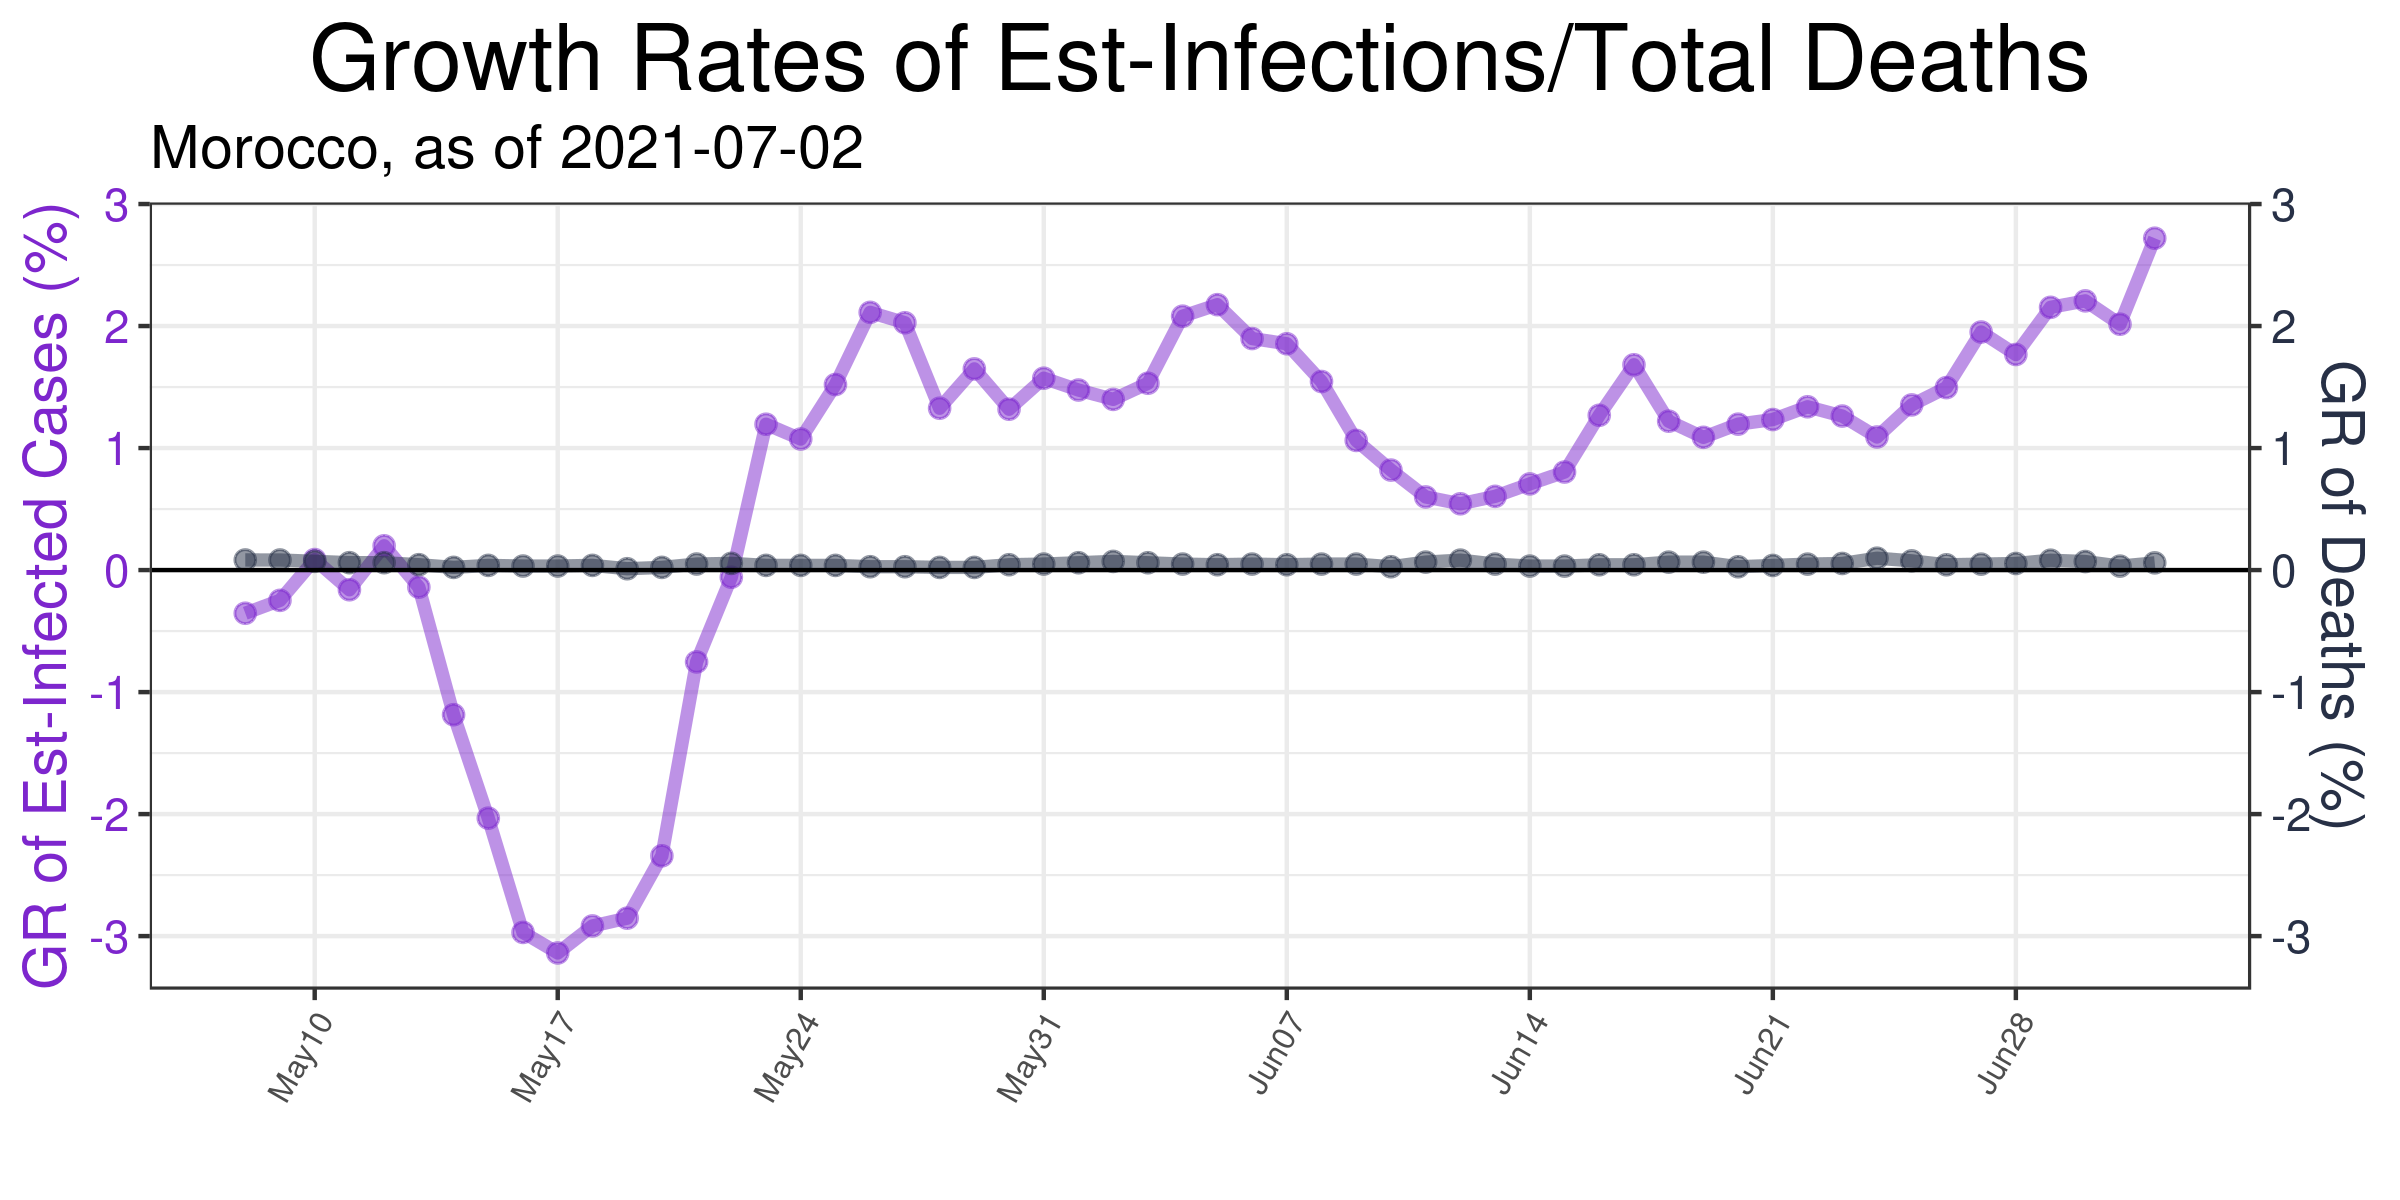 Growth Rates of Est-Infections/Total Deaths
Morocco, as of 2021-07-02
GR of Est-Infected Cases (%)
3
2
1
0
-1
-2
-3
3
2
1
0
-1
-2
-3
GR of Deaths (%)
May10
May17
May24
May31
Jun07
Jun14
Jun21
Jun28